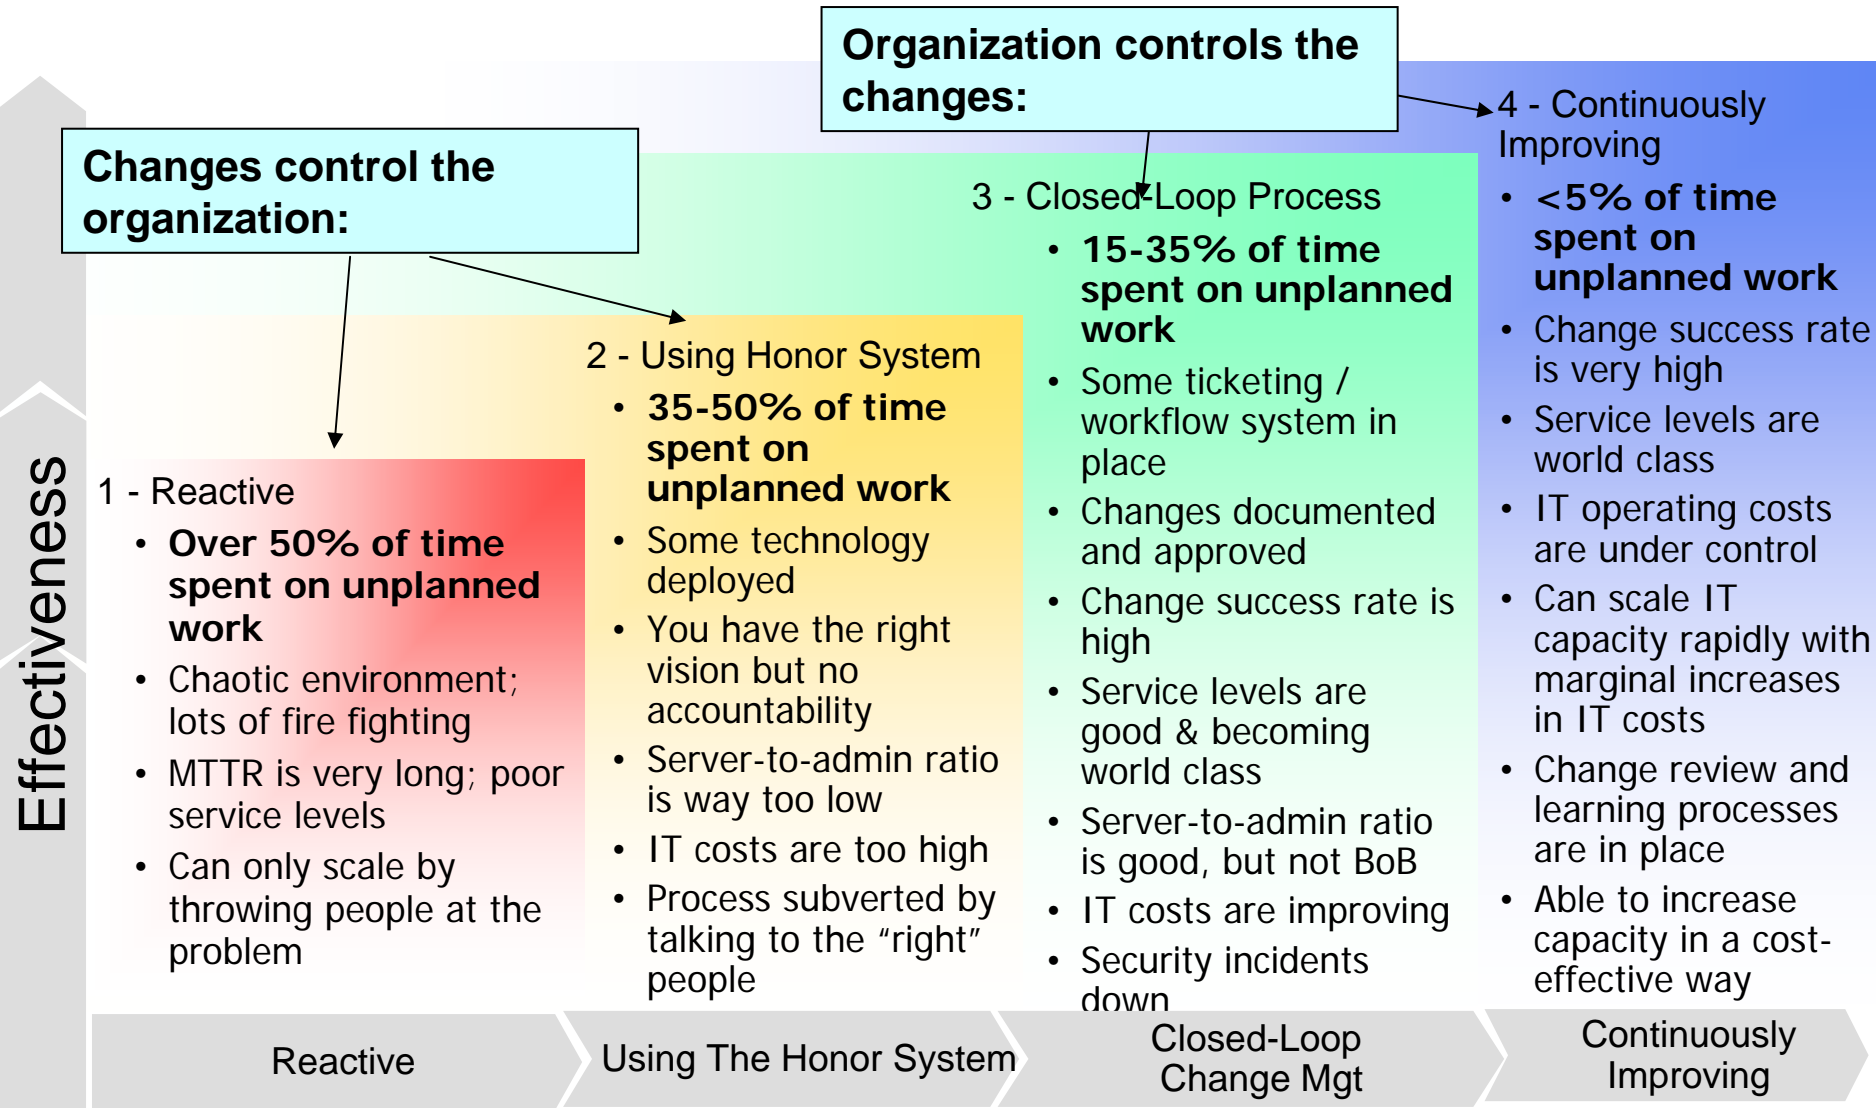 Organization controls the
changes:
Changes control the
organization:
4 - Continuously
Improving
• <5% of time
spent on
unplanned work
• Change success rate
is very high
• Service levels are
world class
• IT operating costs
are under control
• Can scale IT
capacity rapidly with
marginal increases
in IT costs
• Change review and
learning processes
are in place
• Able to increase
capacity in a cost-
effective way
3 - Closed-Loop Process
• 15-35% of time
spent on unplanned
work
• Some ticketing /
workflow system in
place
• Changes documented
and approved
• Change success rate is
high
• Service levels are
good & becoming
world class
• Server-to-admin ratio
is good, but not BoB
• IT costs are improving
• Security incidents
down
2 - Using Honor System
• 35-50% of time
spent on
unplanned work
• Some technology
deployed
• You have the right
vision but no
accountability
• Server-to-admin ratio
is way too low
• IT costs are too high
• Process subverted by
talking to the “right”
people
1 - Reactive
• Over 50% of time
spent on unplanned
work
• Chaotic environment;
lots of fire fighting
• MTTR is very long; poor
service levels
• Can only scale by
throwing people at the
problem
Effectiveness
Reactive
Using The Honor System
Closed-Loop
Change Mgt
Continuously
Improving